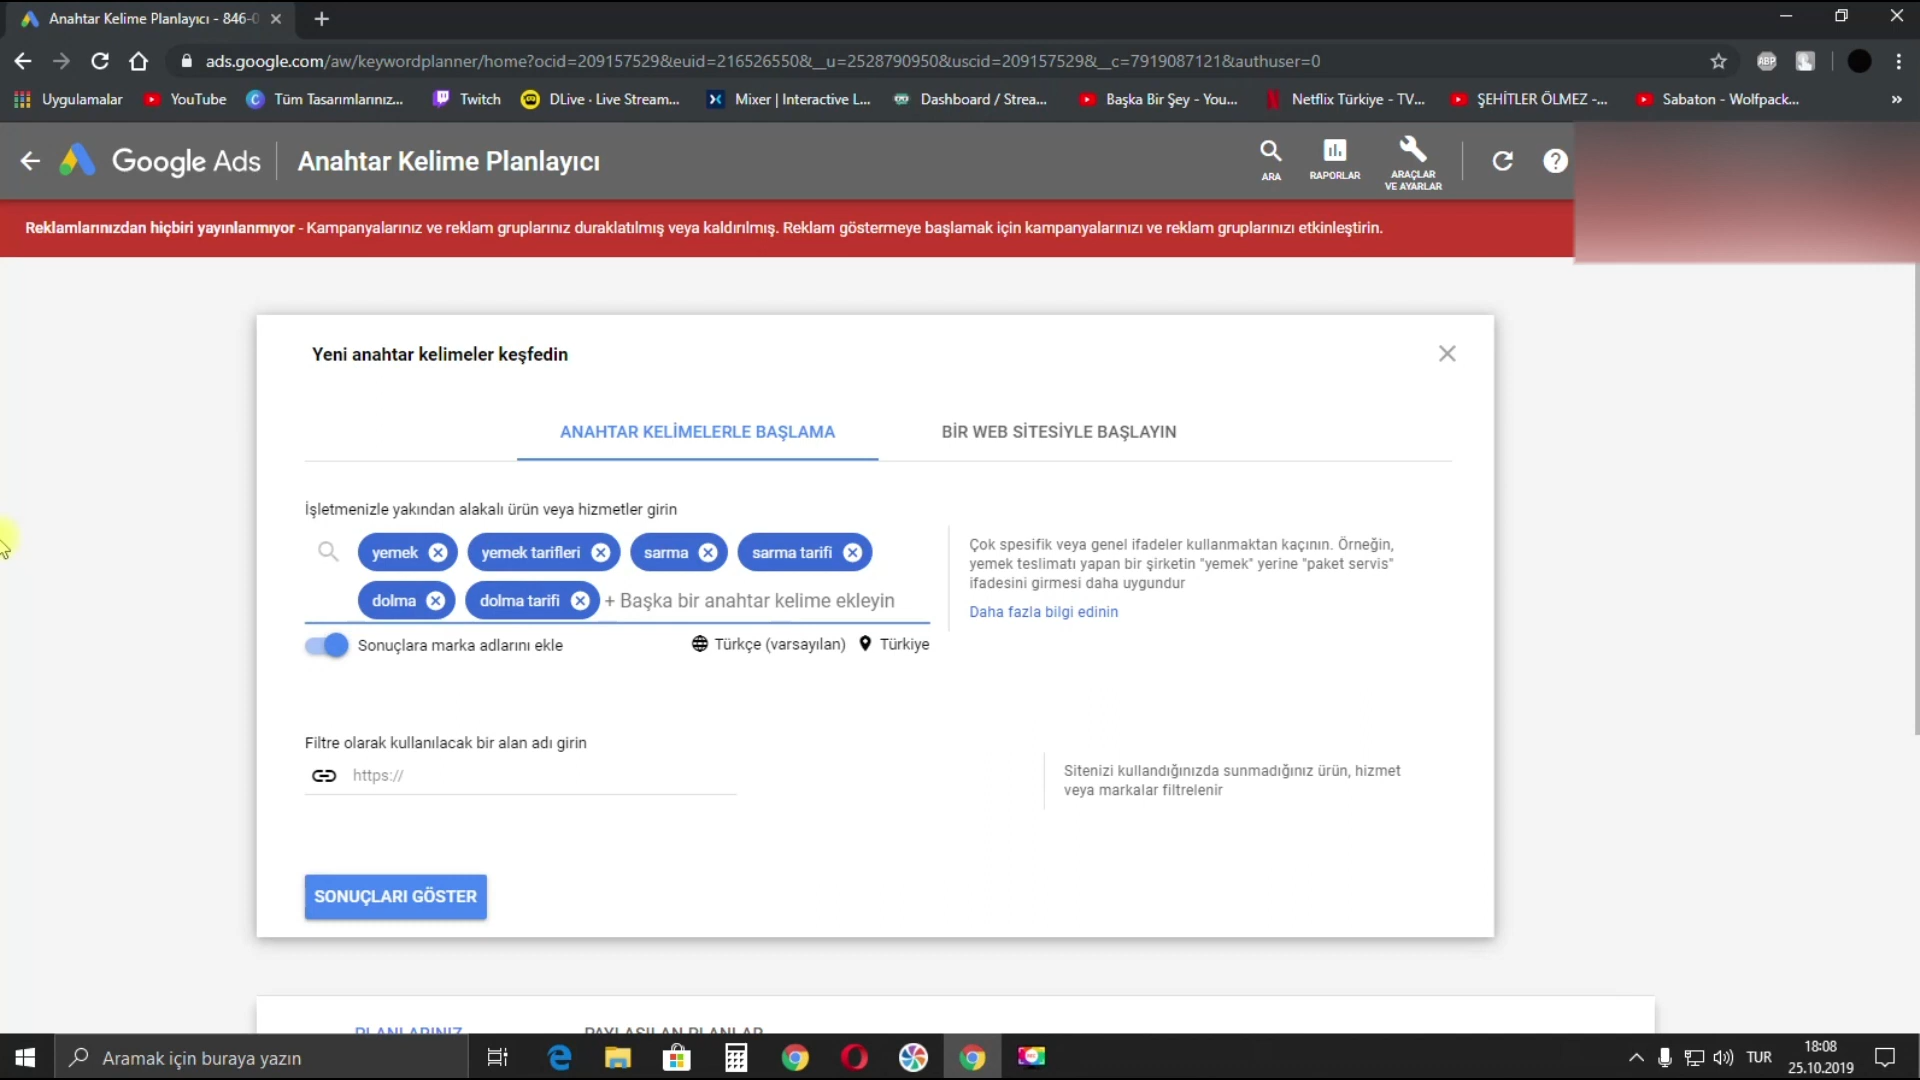 Anahtar Kelime Planlayıcı - 846-0
ads.google.com/aw/keywordplanner/home?ocid=209157529&euid=216526550&__u=2528790950&uscid=209157529&__c=7919087121&authuser=0
ABP
Uygulamalar YouTube Tüm Tasarımlarınız... Twitch DLive · Live Stream... Mixer | Interactive L... Dashboard / Strea... Başka Bir Şey - You... Netflix Türkiye - TV... ŞEHİTLER ÖLMEZ -... Sabaton - Wolfpack... »
Google Ads Anahtar Kelime Planlayıcı
ARA RAPORLAR ARAÇLAR
VE AYARLAR
Reklamlarınızdan hiçbiri yayınlanmıyor - Kampanyalarınız ve reklam gruplarınız duraklatılmış veya kaldırılmış. Reklam göstermeye başlamak için kampanyalarınızı ve reklam gruplarınızı etkinleştirin.
Yeni anahtar kelimeler keşfedin
ANAHTAR KELİMELERLE BAŞLAMA BİR WEB SİTESİYLE BAŞLAYIN
İşletmenizle yakından alakalı ürün veya hizmetler girin
yemek yemek tarifleri sarma sarma tarifi
dolma dolma tarifi + Başka bir anahtar kelime ekleyin
Çok spesifik veya genel ifadeler kullanmaktan kaçının. Örneğin,
yemek teslimatı yapan bir şirketin "yemek" yerine "paket servis"
ifadesini girmesi daha uygundur
Daha fazla bilgi edinin
Sonuçlara marka adlarını ekle Türkçe (varsayılan) Türkiye
Filtre olarak kullanılacak bir alan adı girin
https://
Sitenizi kullandığınızda sunmadığınız ürün, hizmet
veya markalar filtrelenir
SONUÇLARI GÖSTER
PLANLARINIZ PAYLAŞILAN PLANLAR
Aramak için buraya yazın
TUR
18:08
25.10.2019